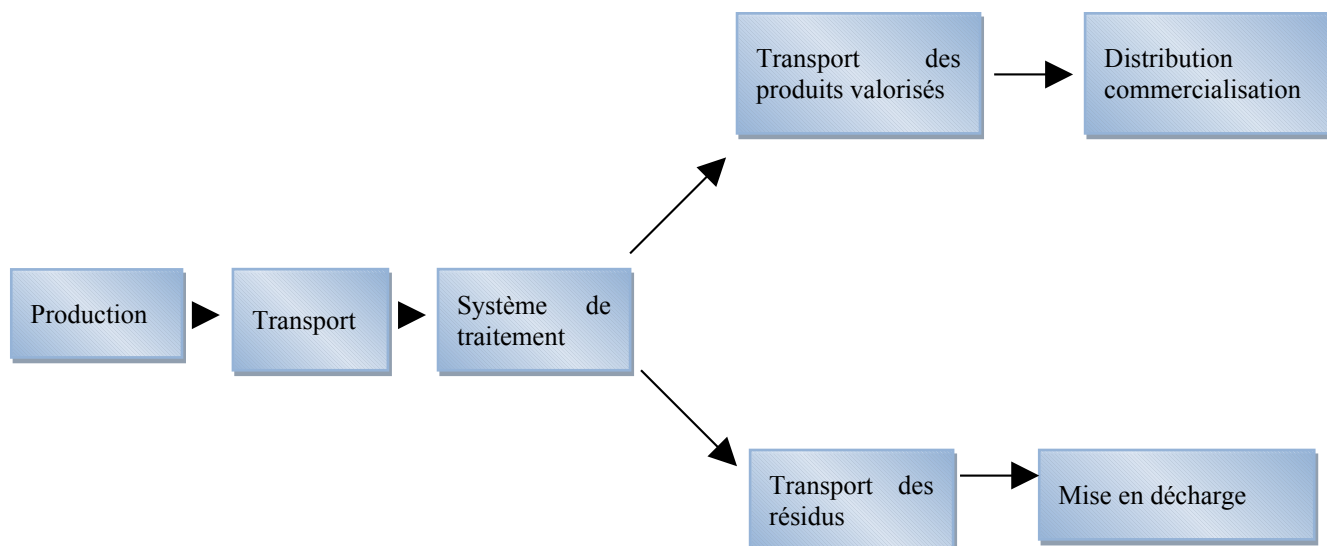 Transport des
produits valorisés
Distribution
commercialisation
Production
Transport
Système de
traitement
Transport des
résidus
Mise en décharge